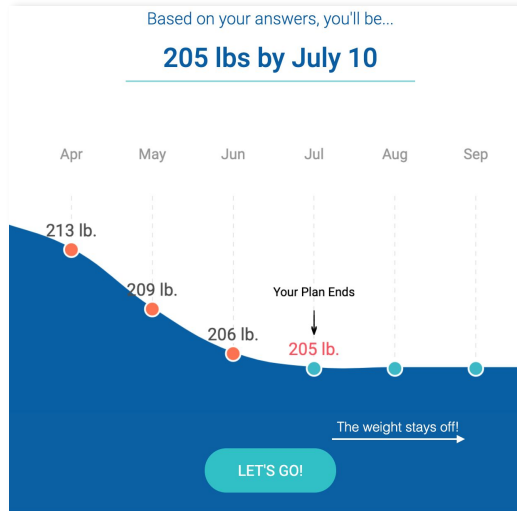 Based on your answers, you'll be...
205 lbs by July 10
Apr May Jun Jul Aug Sep
213 lb.
209 lb.
Your Plan Ends
206 lb.
205 lb.
The weight stays off!
LET'S GO!